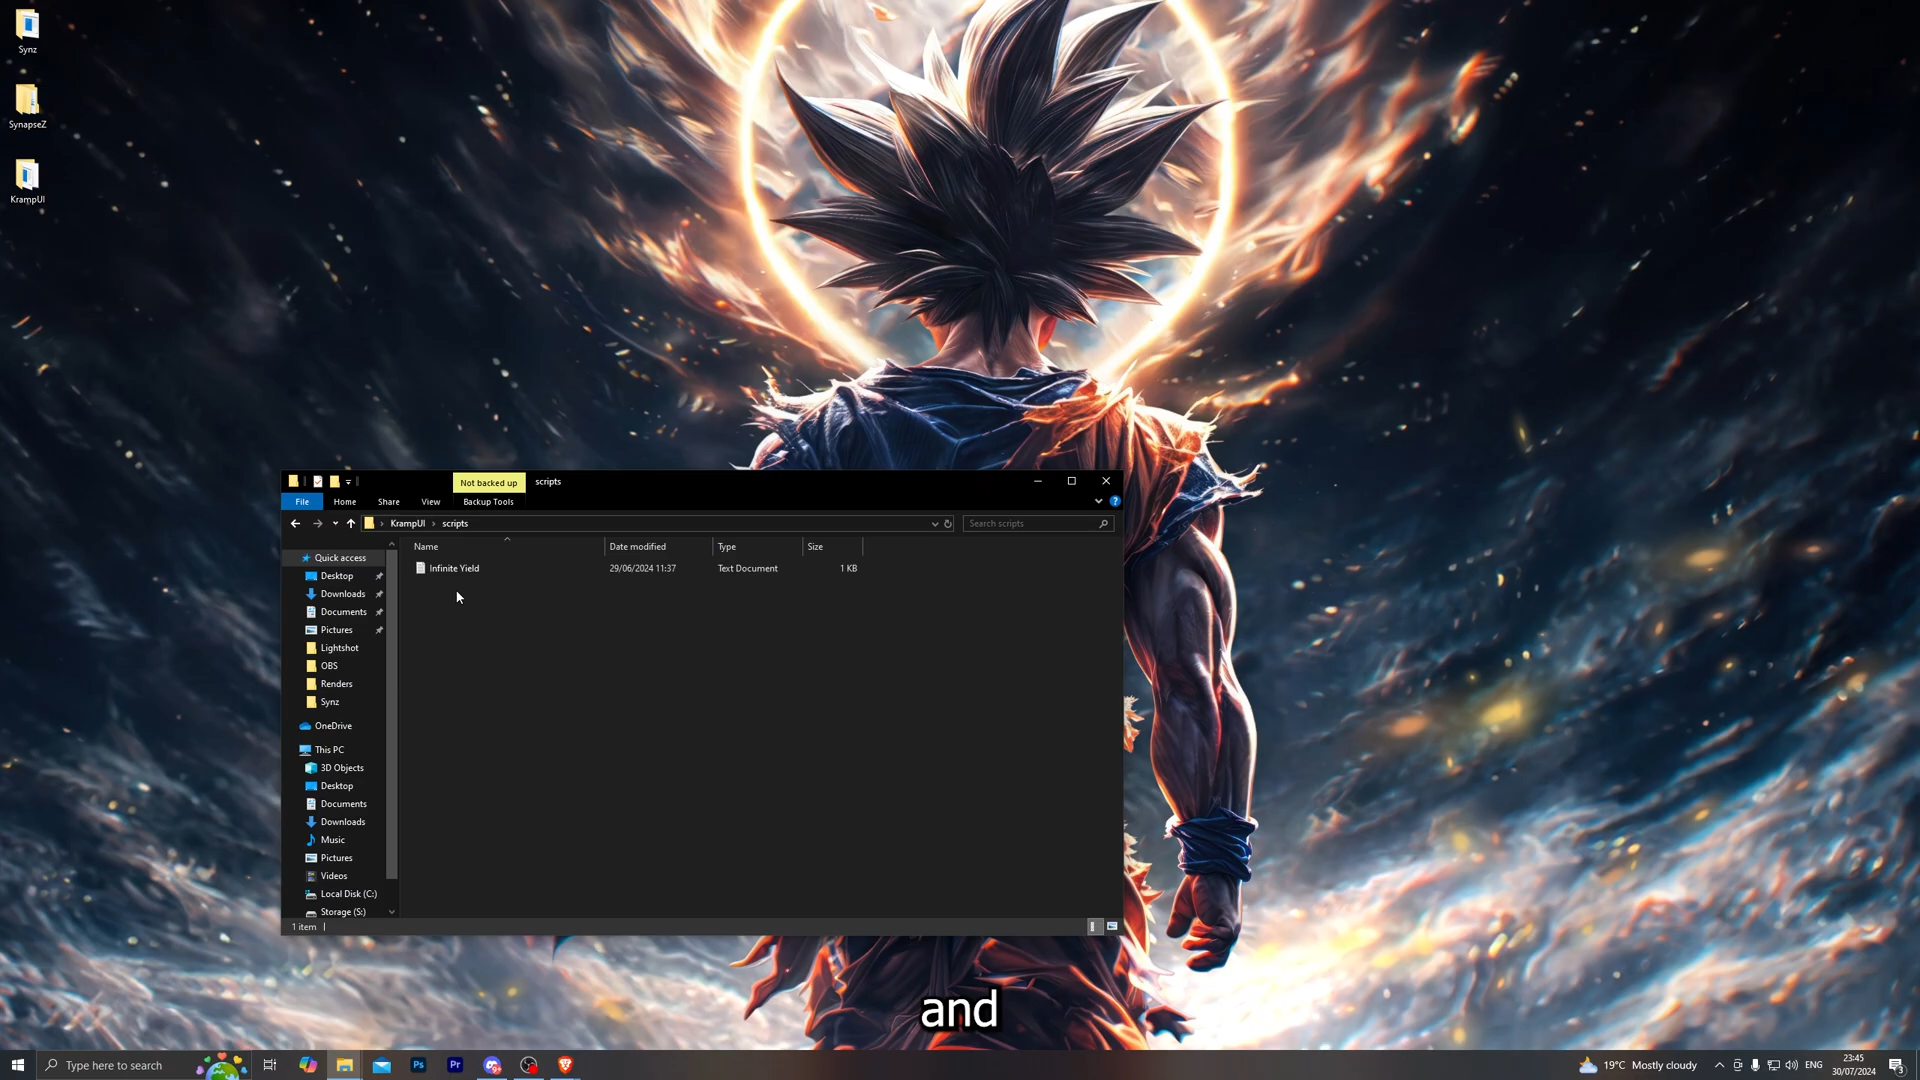 Synz
SynapseZ
KrampUI
Not backed up
scripts
File
Home
Share
View
Backup Tools
KrampUI
scripts
Search scripts
Name
Date modified
Type
Size
Infinite Yield
29/06/2024 11:37
Text Document
1 KB
Quick access
Desktop
Downloads
Documents
Pictures
Lightshot
OBS
Renders
Synz
OneDrive
This PC
3D Objects
Desktop
Documents
Downloads
Music
Pictures
Videos
Local Disk (C:)
Storage (S:)
1 item
and
Type here to search
Ps
Pr
19°C Mostly cloudy
ENG
23:45
30/07/2024
3